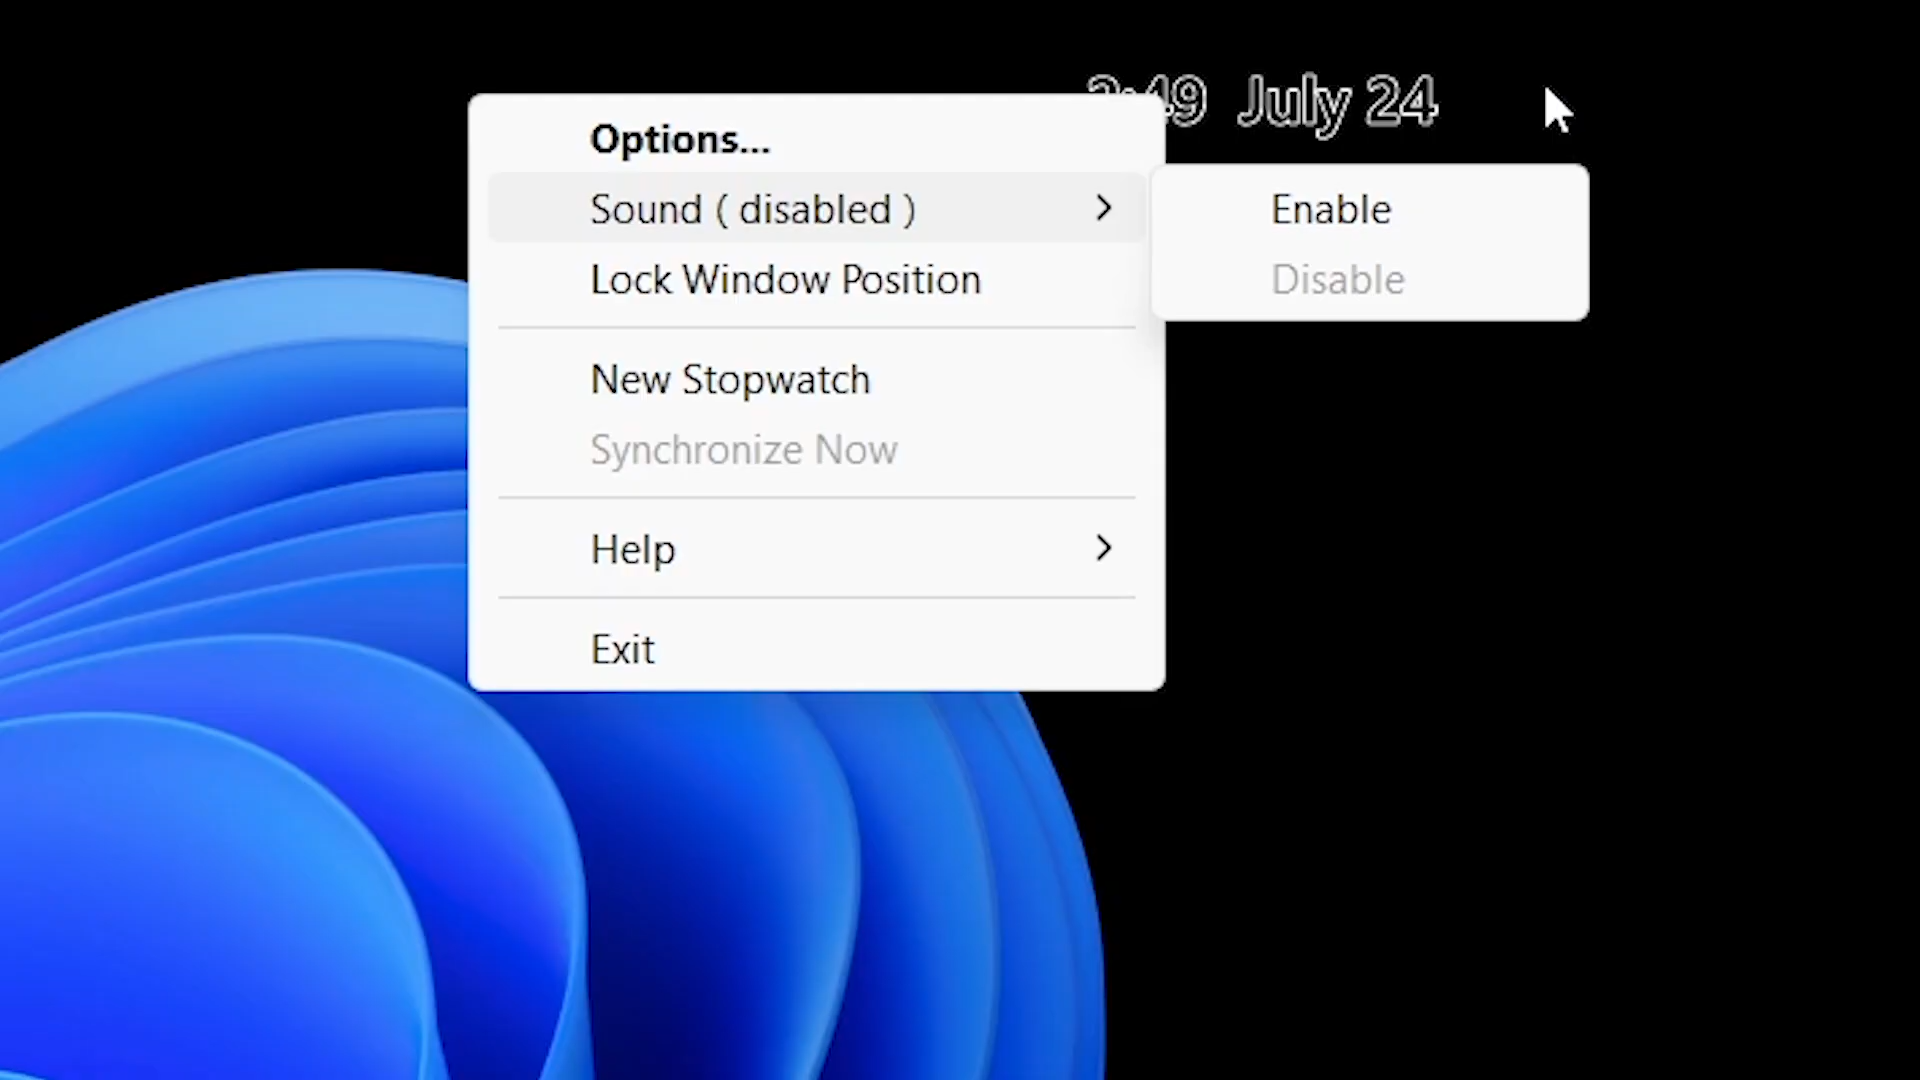 July 24
Options...
Sound ( disabled )
Enable
Lock Window Position
Disable
New Stopwatch
Synchronize Now
Help
Exit